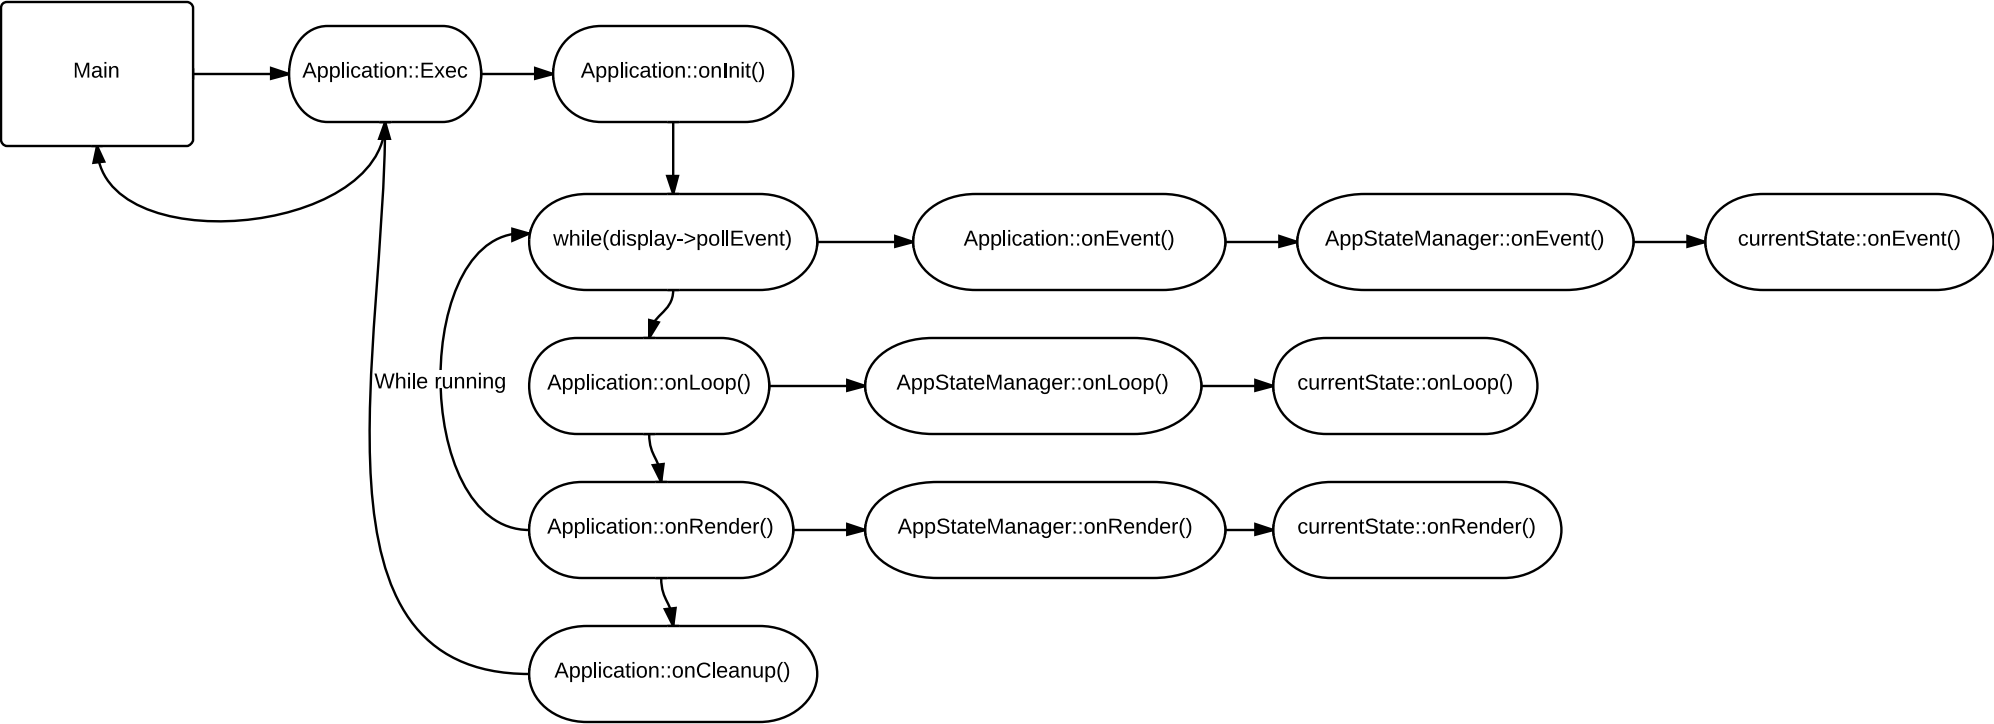 Main
Application::Exec
Application::onInit()
while(display->pollEvent)
Application::onEvent()
AppStateManager::onEvent()
currentState::onEvent()
While running
Application::onLoop()
AppStateManager::onLoop()
currentState::onLoop()
Application::onRender()
AppStateManager::onRender()
currentState::onRender()
Application::onCleanup()